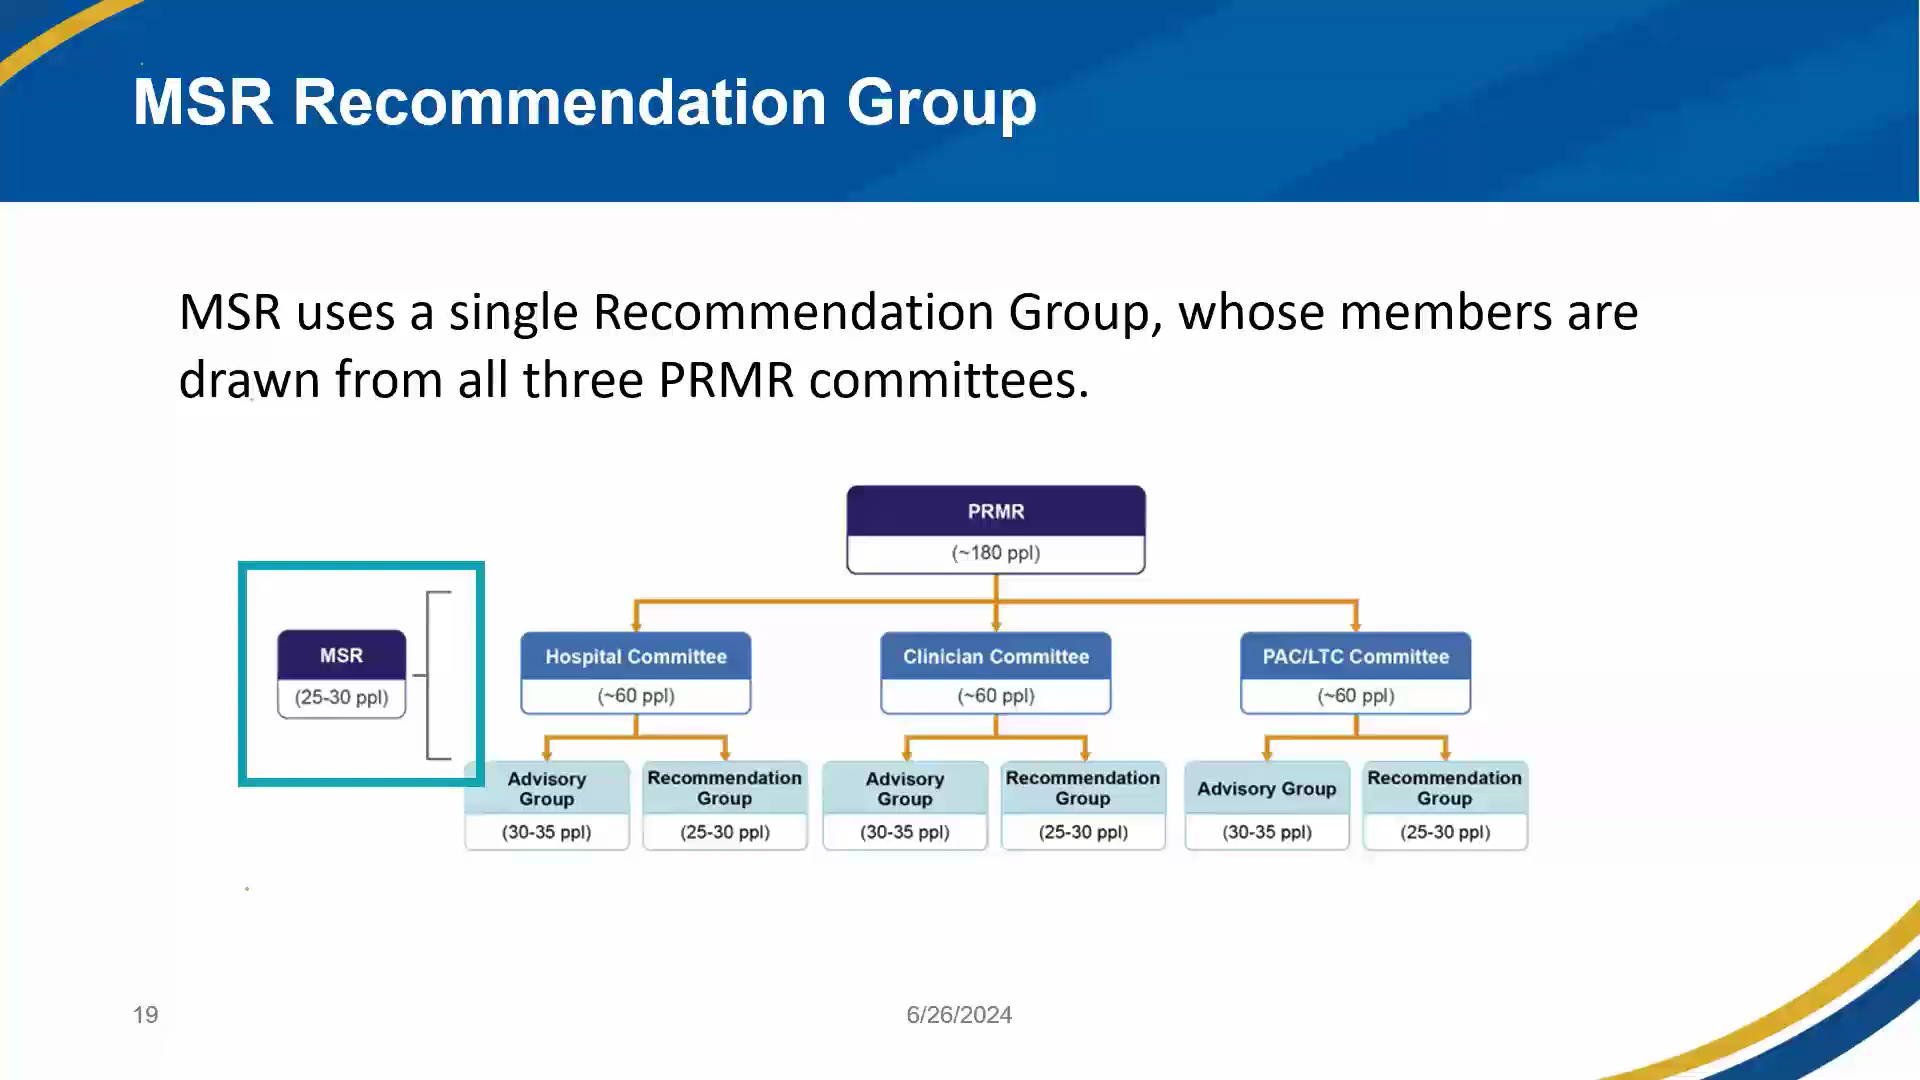 MSR Recommendation Group
MSR uses a single Recommendation Group, whose members are
drawn from all three PRMR committees.
PRMR
(~180 ppl)
MSR
(25-30 ppl)
Hospital Committee
(~60 ppl)
Clinician Committee
(~60 ppl)
PAC/LTC Committee
(~60 ppl)
Advisory
Group
(30-35 ppl)
Recommendation
Group
(25-30 ppl)
Advisory
Group
(30-35 ppl)
Recommendation
Group
(25-30 ppl)
Advisory Group
(30-35 ppl)
Recommendation
Group
(25-30 ppl)
19
6/26/2024